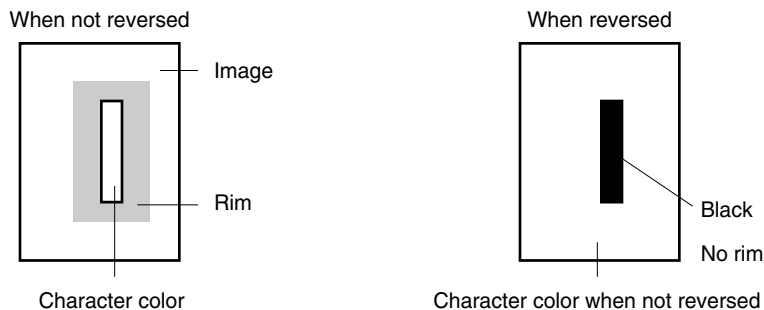 When not reversed
Image
Rim
Character color
When reversed
Black
No rim
Character color when not reversed